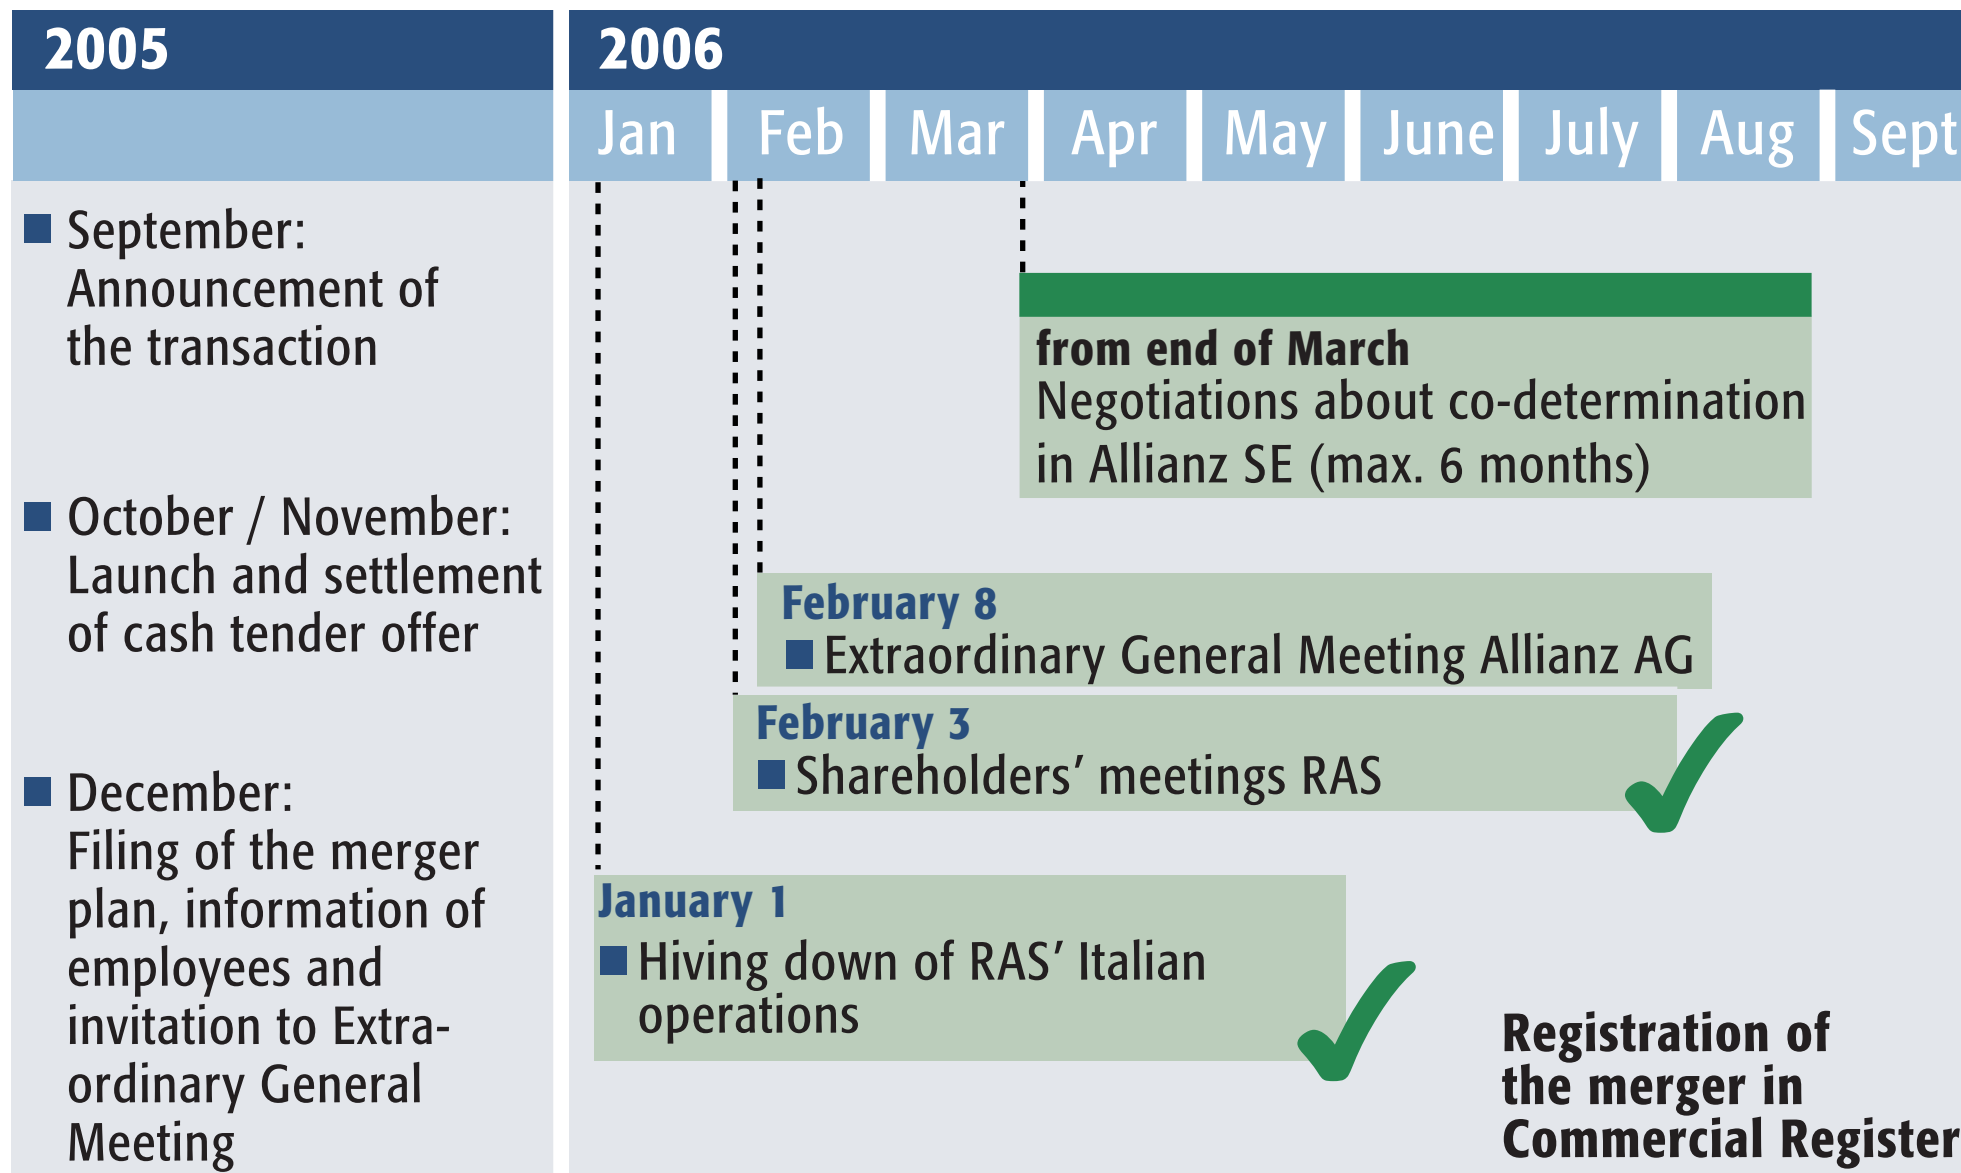 2005
2006
Jan Feb Mar Apr May June July Aug Sept
September:
Announcement of
the transaction
October / November:
Launch and settlement
of cash tender offer
December:
Filing of the merger
plan, information of
employees and
invitation to Extra-
ordinary General
Meeting
from end of March
Negotiations about co-determination
in Allianz SE (max. 6 months)
February 8
Extraordinary General Meeting Allianz AG
February 3
Shareholders’ meetings RAS
January 1
Hiving down of RAS’ Italian
operations
Registration of
the merger in
Commercial Register